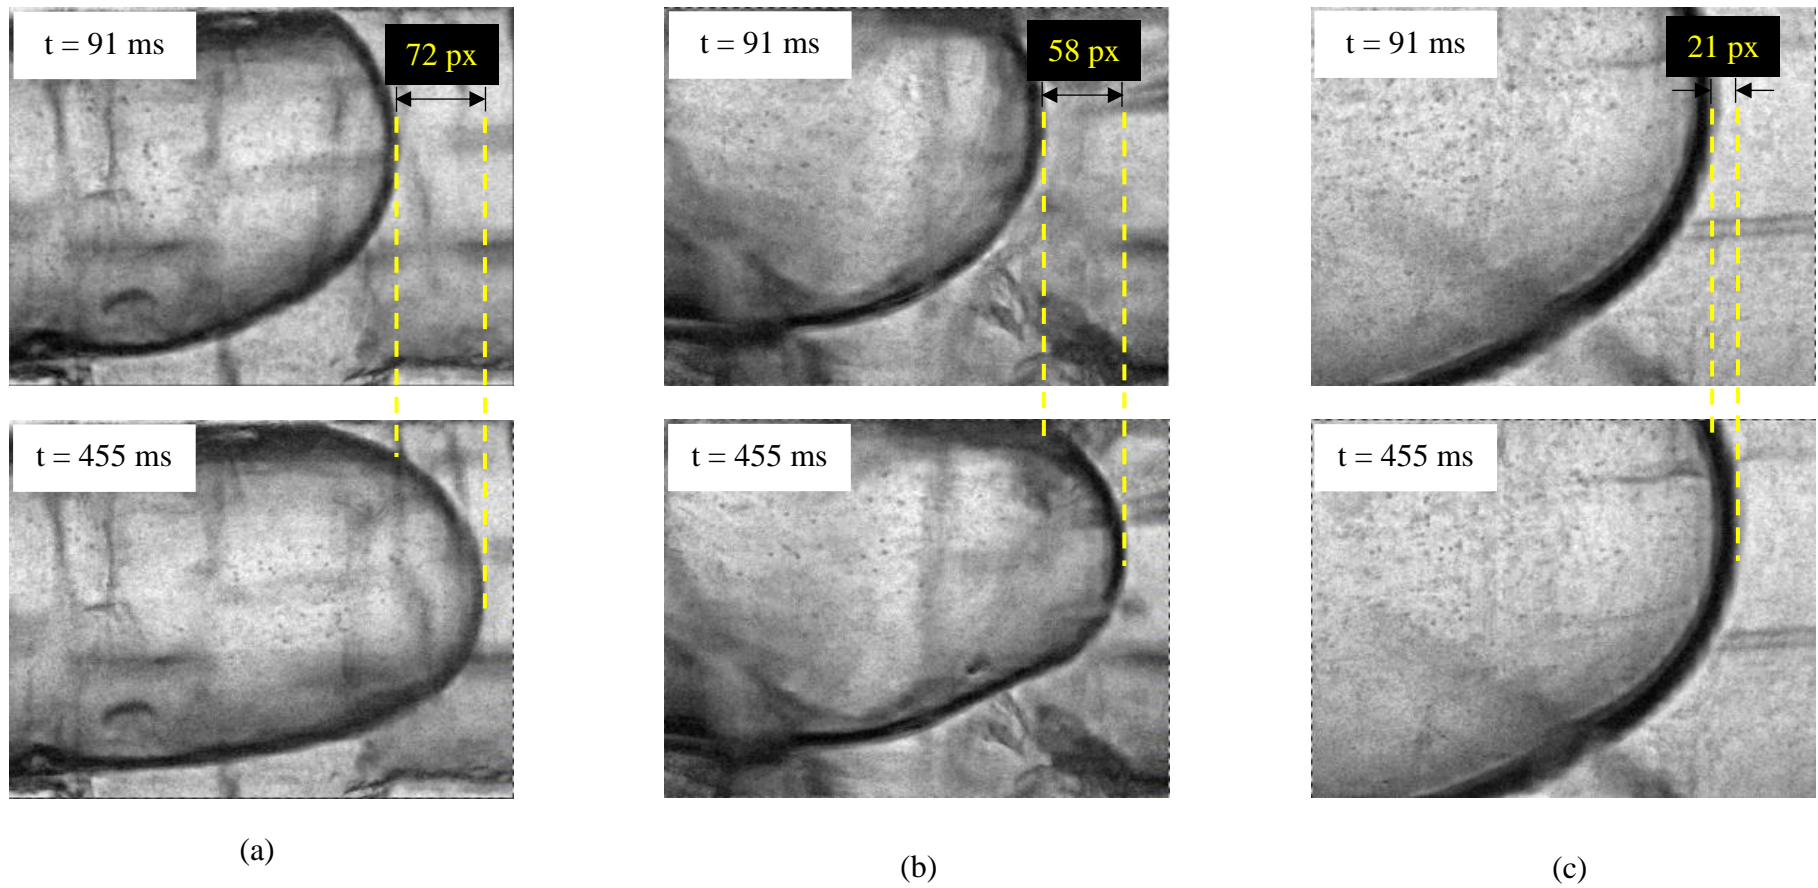 t = 91 ms
72 px
t = 91 ms
58 px
t = 91 ms
21 px
t = 455 ms
t = 455 ms
t = 455 ms
(a)
(b)
(c)